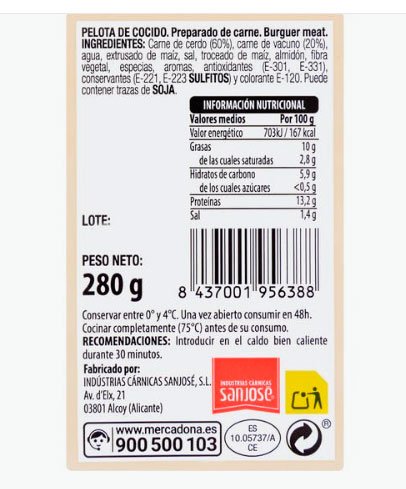 PELOTA DE COCIDO. Preparado de carne. Burguer meat.
INGREDIENTES: Carne de cerdo (60%), carne de vacuno (20%),
agua, extrusado de maíz, sal, troceado de maíz, almidón, fibra
vegetal, especias, aromas, antioxidantes (E-301, E-331),
conservantes (E-221, E-223 SULFITOS) y colorante E-120. Puede
contener trazas de SOJA.
INFORMACIÓN NUTRICIONAL
Valores medios Por 100 g
Valor energético 703kJ/167 kcal
Grasas 10 g
de las cuales saturadas 2,8 g
Hidratos de carbono 5,9 g
de los cuales azúcares <0,5 g
Proteínas 13,2 g
Sal 1,4 g
LOTE:
PESO NETO:
280 g
8 437001 956388
Conservar entre 0° y 4°C. Una vez abierto consumir en 48h.
Cocinar completamente (75°C) antes de su consumo.
RECOMENDACIONES: Introducir en el caldo bien caliente
durante 30 minutos.
Fabricado por:
INDÚSTRIAS CÁRNICAS SANJOSÉ, S.L.
Av. d'Elx, 21
03801 Alcoy (Alicante)
INDÚSTRIAS CÁRNICAS
sanjosé
www.mercadona.es
900 500 103
ES
10.05737/A
CE